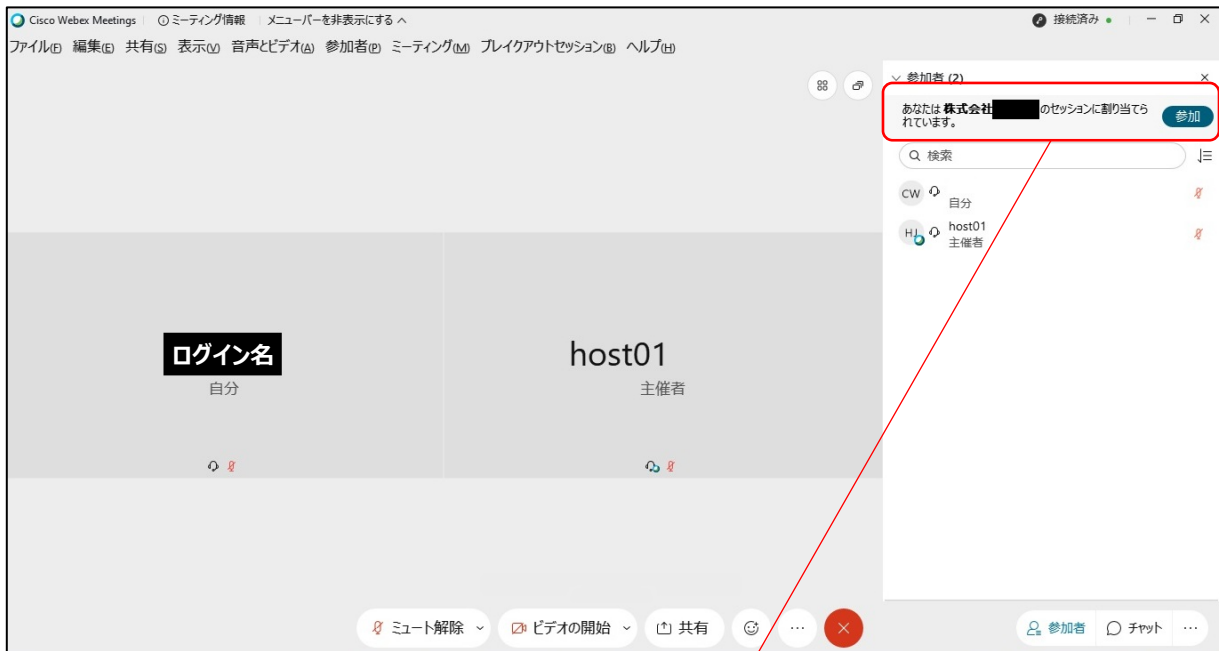 Cisco Webex Meetings ミーティング情報 メニューバーを非表示にする
接続済み
ファイル(F) 編集(E) 共有(S) 表示(V) 音声とビデオ(A) 参加者(P) ミーティング(M) ブレイクアウトセッション(B) ヘルプ(H)
参加者 (2)
あなたは 株式会社 のセッションに割り当てら
れています。
参加
検索
CW
自分
HJ host01
主催者
ログイン名
自分
host01
主催者
ミュート解除 ビデオの開始 共有
参加者 チャット